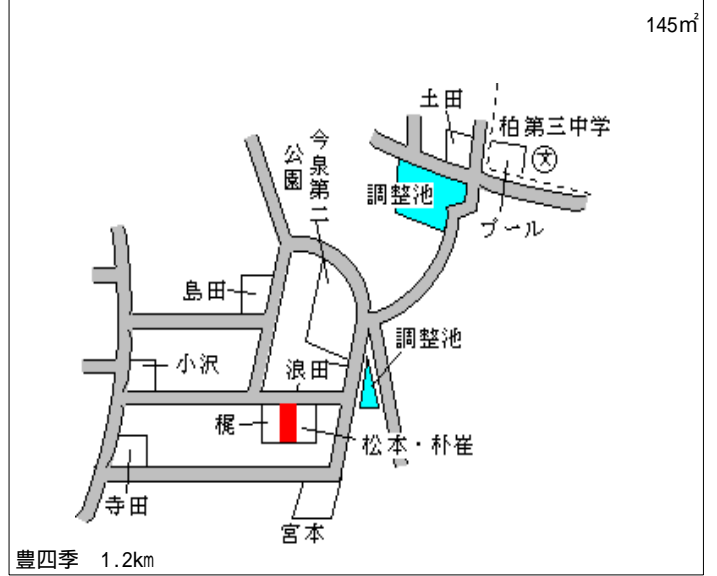 145㎡
土田
柏第三中学
文
今泉第二
公園
調整池
プール
島田
調整池
小沢
浪田
梶
松本・朴崔
寺田
宮本
豊四季 1.2km